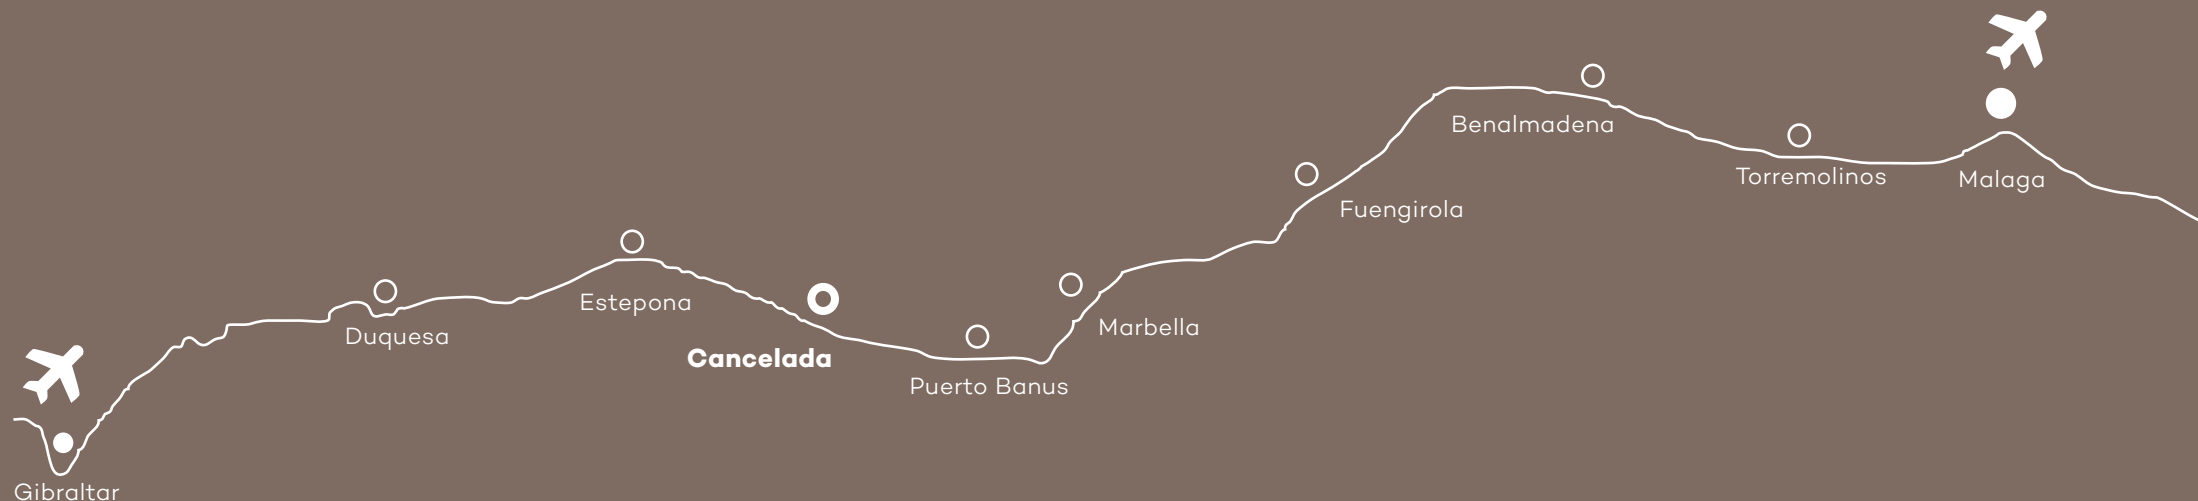 Gibraltar
Duquesa
Estepona
Cancelada
Puerto Banus
Marbella
Fuengirola
Benalmadena
Torremolinos
Malaga